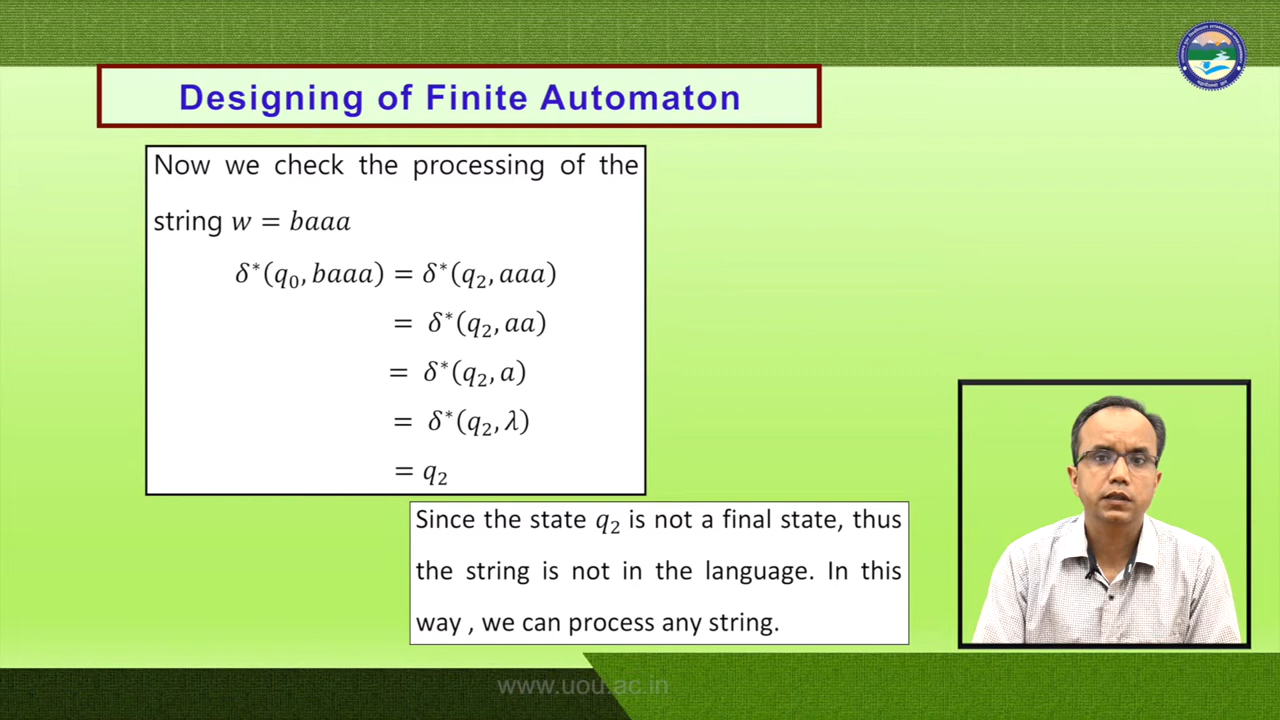 Designing of Finite Automaton
Now we check the processing of the
string w = baaa
δ*(q₀, baaa) = δ*(q₂, aaa)
= δ*(q₂, aa)
= δ*(q₂, a)
= δ*(q₂, λ)
= q₂
Since the state q₂ is not a final state, thus
the string is not in the language. In this
way , we can process any string.
www.uou.ac.in